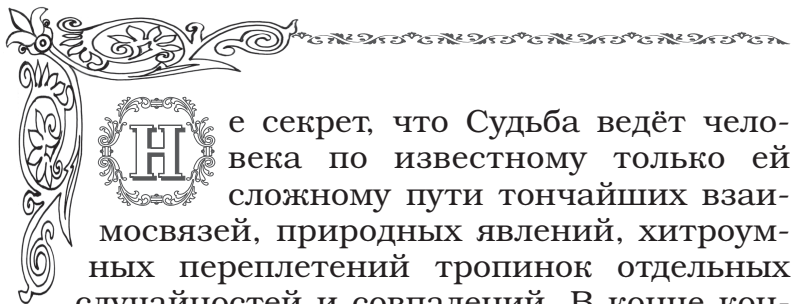 Не секрет, что Судьба ведёт чело-
века по известному только ей
сложному пути тончайших взаи-
мосвязей, природных явлений, хитроум-
ных переплетений тропинок отдельных
случайностей и совпадений. В конце кон-